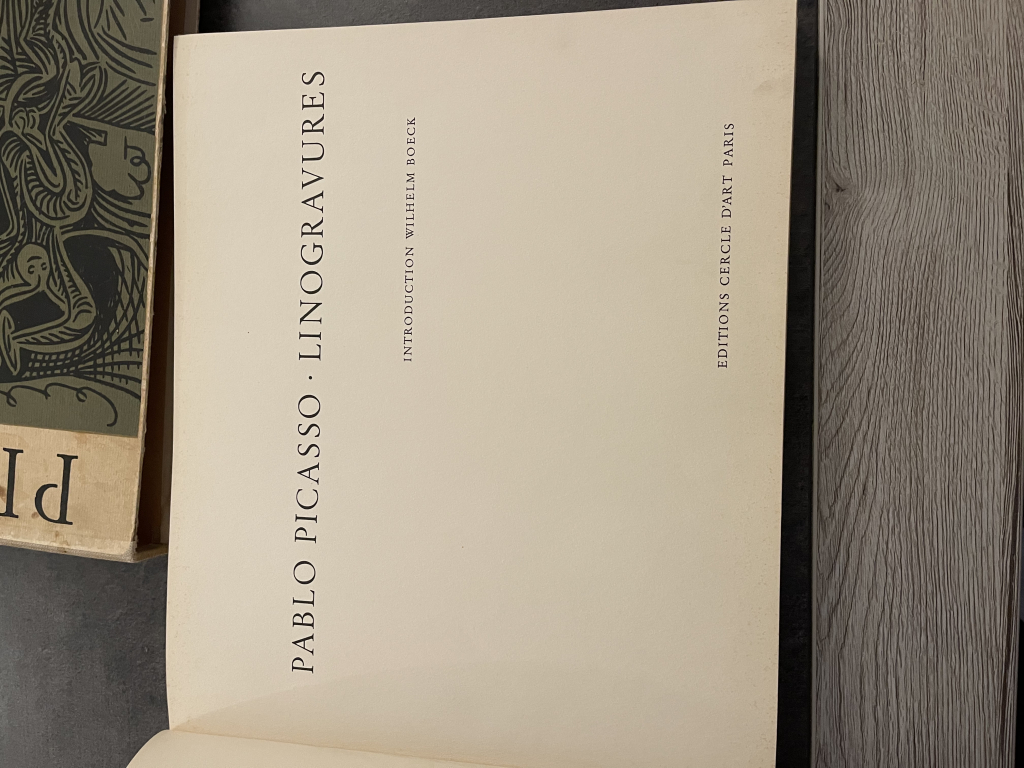 PABLO PICASSO · LINOGRAVURES
INTRODUCTION WILHELM BOECK
EDITIONS CERCLE D'ART PARIS
PI